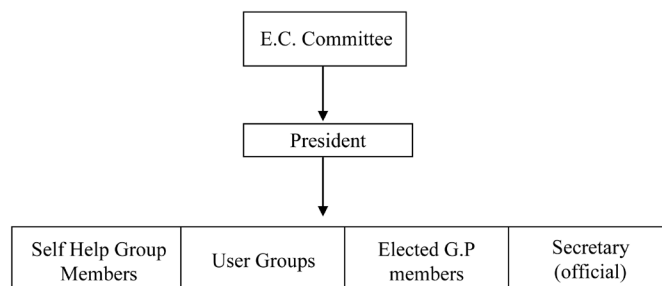 E.C. Committee
President
Self Help Group
Members
User Groups
Elected G.P
members
Secretary
(official)